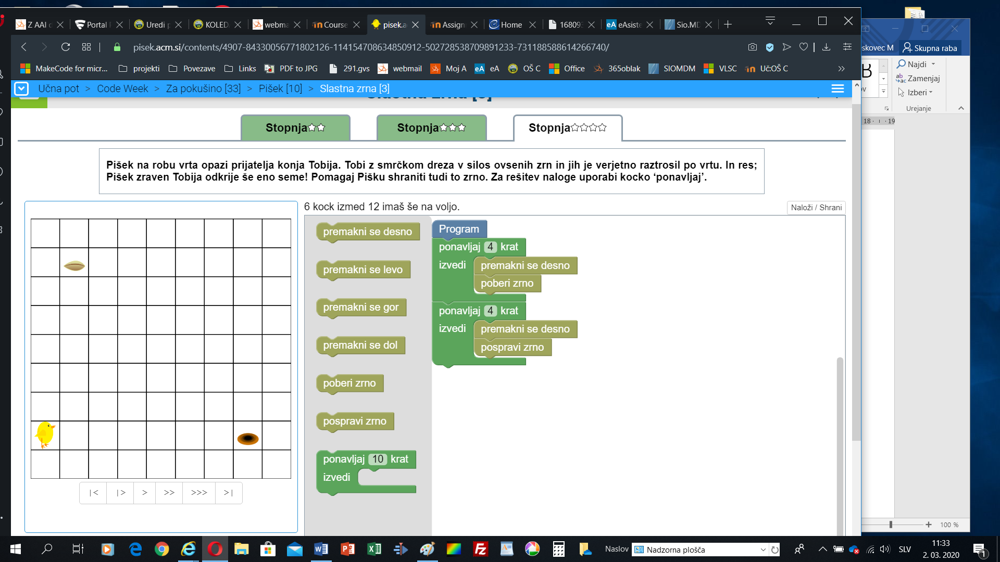 Z AAI d
Portal
Uredi p
KOLED
webma
Course
pisek.a
Assign
Home
16809
eAsiste
Sio.MD
pisek.acm.si/contents/4907-84330056771802126-114154708634850912-502728538709891233-731188588614266740/
MakeCode for micr...
projekti
Povezave
Links
PDF to JPG
291.gvs
webmail
Moj A
eA
OŠ C
Office
365oblak
SIOMDM
VLSC
Uč:OŠ C
Učna pot > Code Week > Za pokušino [33] > Pišek [10] > Slastna zrna [3]
Stopnja☆☆
Stopnja☆☆☆
Stopnja☆☆☆☆
Pišek na robu vrta opazi prijatelja konja Tobija. Tobi z smrčkom dreza v silos ovsenih zrn in jih je verjetno raztrosil po vrtu. In res;
Pišek zraven Tobija odkrije še eno seme! Pomagaj Pišku shraniti tudi to zrno. Za rešitev naloge uporabi kocko ‘ponavljaj’.
6 kock izmed 12 imaš še na voljo.
Naloži / Shrani
premakni se desno
premakni se levo
premakni se gor
premakni se dol
poberi zrno
pospravi zrno
ponavljaj 10 krat
izvedi
Program
ponavljaj 4 krat
izvedi premakni se desno
poberi zrno
ponavljaj 4 krat
izvedi premakni se desno
pospravi zrno
|< |> > >> >>> >|
skovec M
Skupna raba
Najdi
Zamenjaj
Izberi
Urejanje
18 19
100 %
Naslov
Nadzorna plošča
SLV
11:33
2. 03. 2020
1